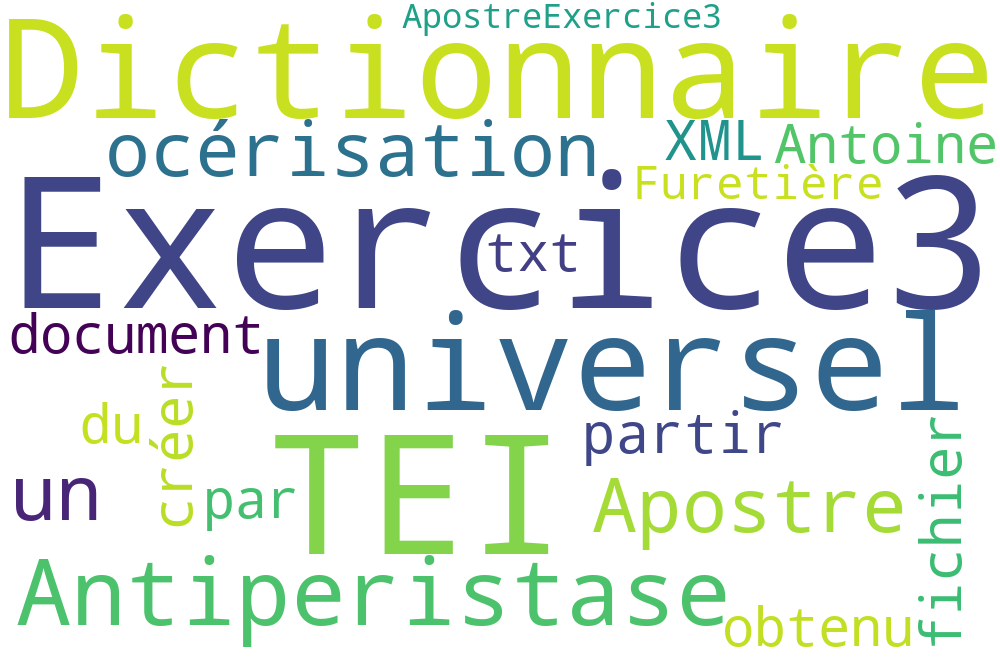 ApostreExercice3
Dictionnaire
océrisation
XML
Antoine
Furetière
Exercice3
txt
document
universel
créer
du
partir
fichier
TEI
un
par
Apostre
Antiperistase
obtenu